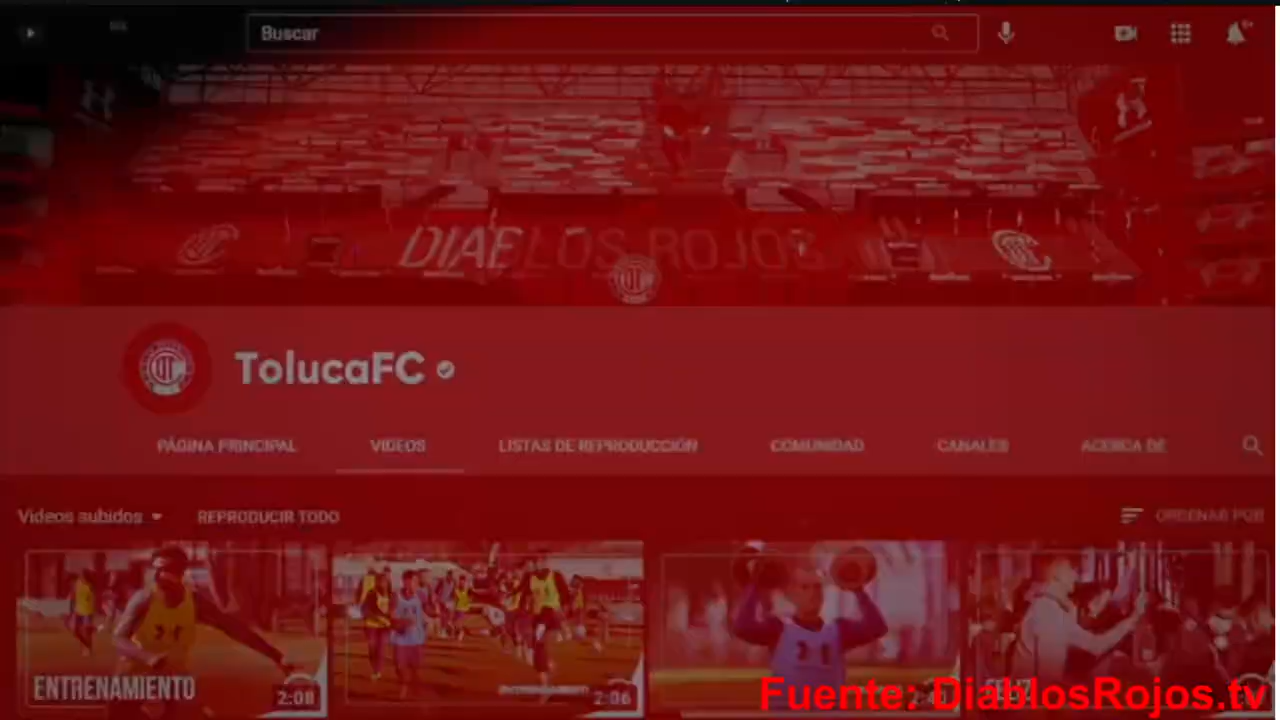 Buscar
DIABLOS ROJOS
TolucaFC
PÁGINA PRINCIPAL
VIDEOS
LISTAS DE REPRODUCCIÓN
COMUNIDAD
CANALES
ACERCA DE
Videos subidos
REPRODUCIR TODO
ORDENAR POR
ENTRENAMIENTO
2:08
2:06
Fuente: DiablosRojos.tv